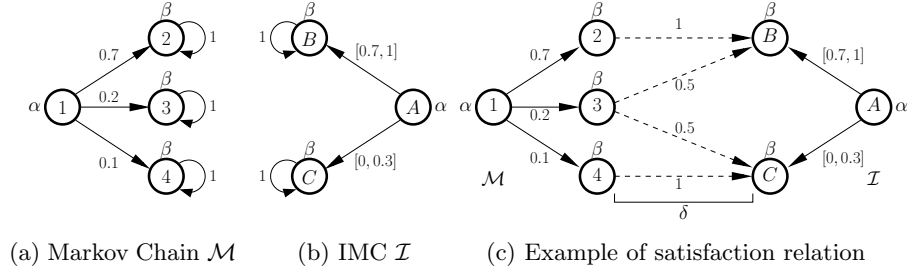 β β β β β
1 2 1 1 B 2 1 B
0.7 [0.7, 1] 0.7 [0.7, 1]
β β 0.5
α 1 0.2 3 1 A α α 1 0.2 3 A α
0.5
0.1 β β [0, 0.3] 0.1 β β [0, 0.3]
4 1 1 C M 4 1 C I
δ
(a) Markov Chain M (b) IMC I (c) Example of satisfaction relation